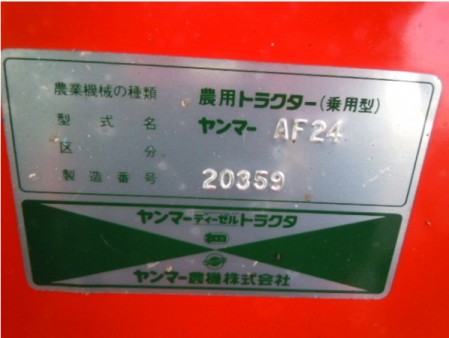 農業機械の種類 農用トラクター(乗用型)
型式名 ヤンマー AF24
区分
製造番号 20359
ヤンマーディーゼルトラクタ
ヤンマー農機株式会社